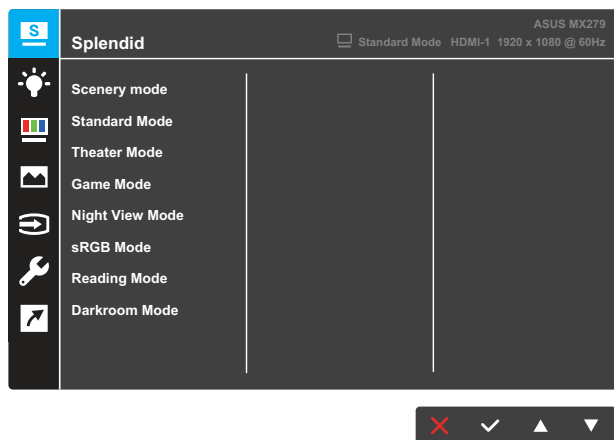 S
ASUS MX279
Splendid
Standard Mode HDMI-1 1920 x 1080 @ 60Hz
Scenery mode
Standard Mode
Theater Mode
Game Mode
Night View Mode
sRGB Mode
Reading Mode
Darkroom Mode